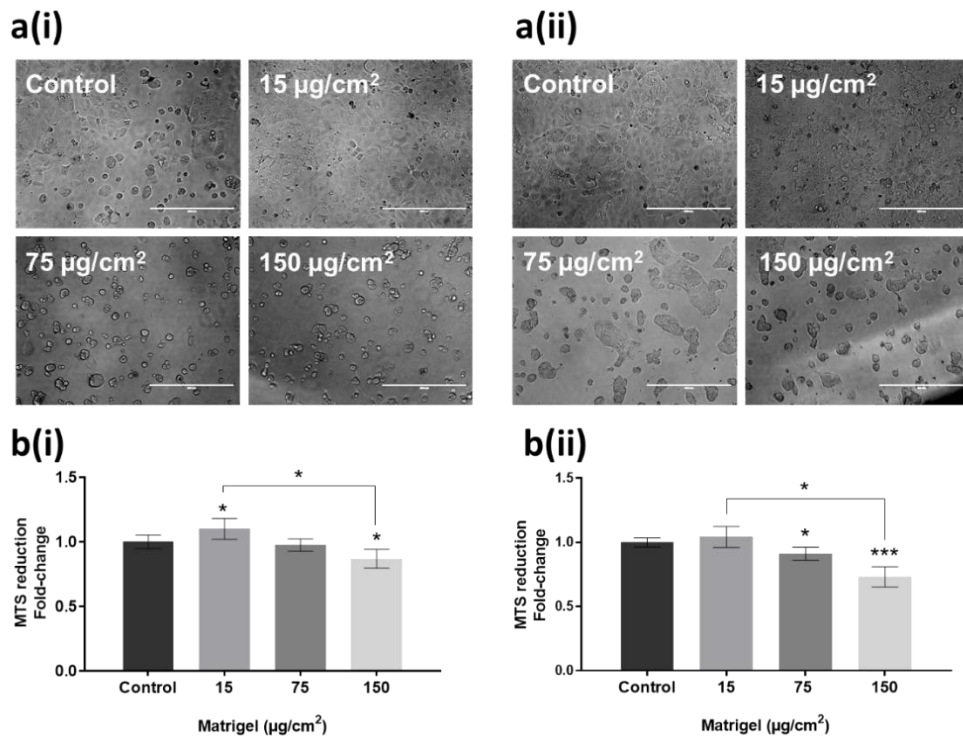 a(i)
a(ii)
Control
15 µg/cm²
Control
15 µg/cm²
75 µg/cm²
150 µg/cm²
75 µg/cm²
150 µg/cm²
b(i)
MTS reduction
Fold-change
1.5
1.0
0.5
0.0
*
*
*
Control 15 75 150
Matrigel (µg/cm²)
b(ii)
MTS reduction
Fold-change
1.5
1.0
0.5
0.0
*
*
***
Control 15 75 150
Matrigel (µg/cm²)